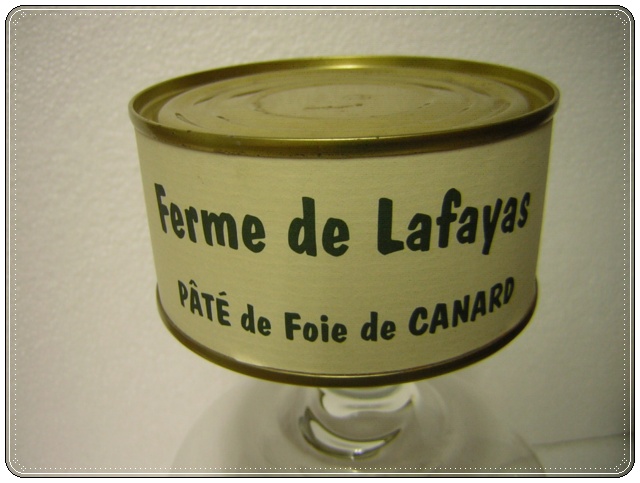 Ferme de Lafayas
PÂTÉ de Foie de CANARD